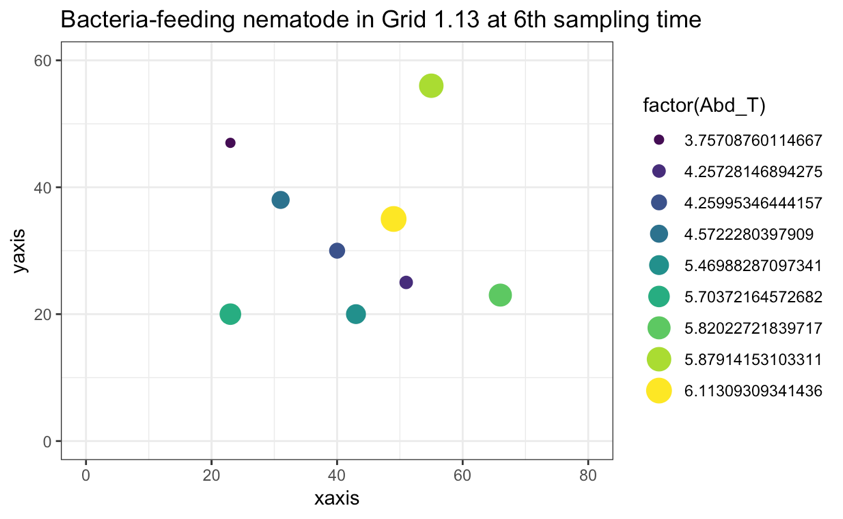 Bacteria-feeding nematode in Grid 1.13 at 6th sampling time
60
40
20
0
yaxis
0 20 40 60 80
xaxis
factor(Abd_T)
3.75708760114667
4.25728146894275
4.25995346444157
4.5722280397909
5.46988287097341
5.70372164572682
5.82022721839717
5.87914153103311
6.11309309341436